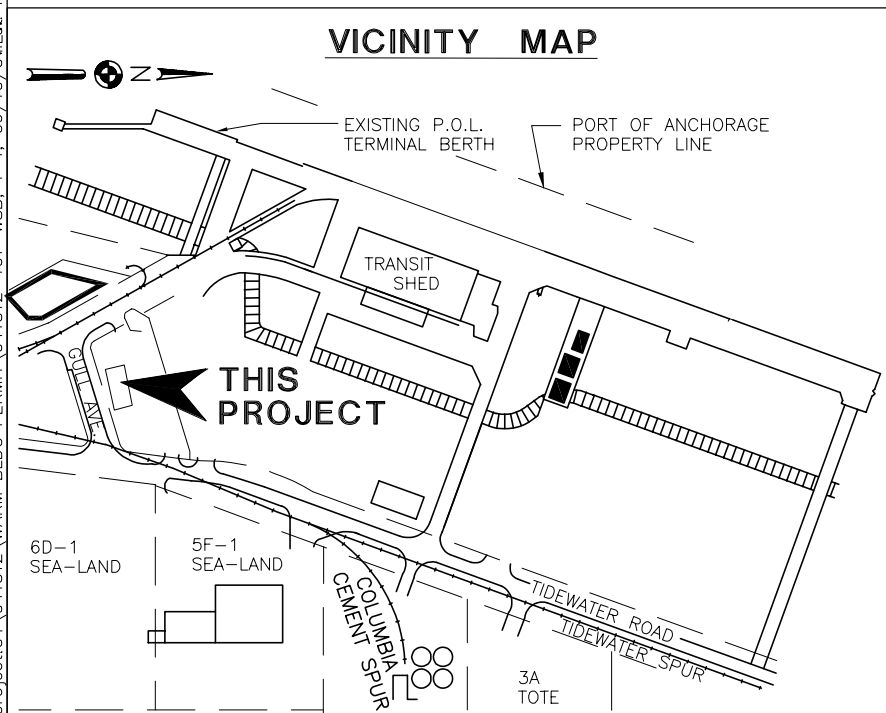 VICINITY MAP
N
EXISTING P.O.L.
TERMINAL BERTH
PORT OF ANCHORAGE
PROPERTY LINE
TRANSIT
SHED
GULL AVE.
THIS
PROJECT
6D-1
SEA-LAND
5F-1
SEA-LAND
COLUMBIA
CEMENT SPUR
TIDEWATER ROAD
TIDEWATER SPUR
3A
TOTE